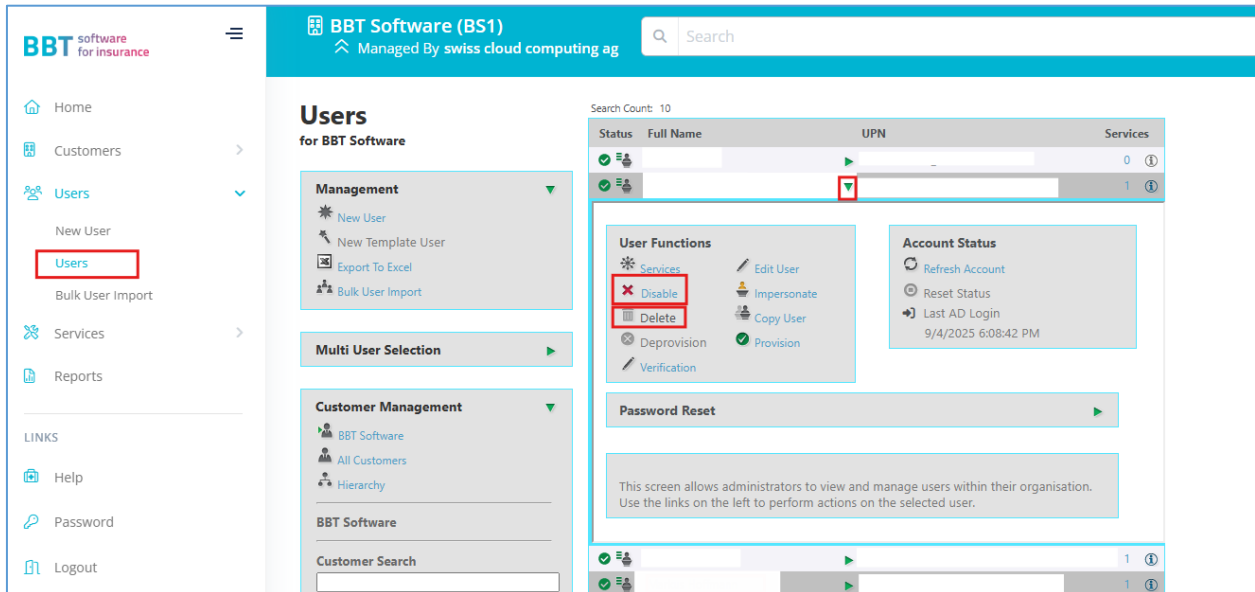 BBT software
for insurance
Home
Customers
Users
New User
Users
Bulk User Import
Services
Reports
LINKS
Help
Password
Logout
BBT Software (BS1)
Managed By swiss cloud computing ag
Search
Users
for BBT Software
Management
New User
New Template User
Export To Excel
Bulk User Import
Multi User Selection
Customer Management
BBT Software
All Customers
Hierarchy
BBT Software
Customer Search
Search Count: 10
Status Full Name UPN Services
0
1
User Functions
Services Edit User
Disable Impersonate
Delete Copy User
Deprovision Provision
Verification
Account Status
Refresh Account
Reset Status
Last AD Login
9/4/2025 6:08:42 PM
Password Reset
This screen allows administrators to view and manage users within their organisation.
Use the links on the left to perform actions on the selected user.
1
1